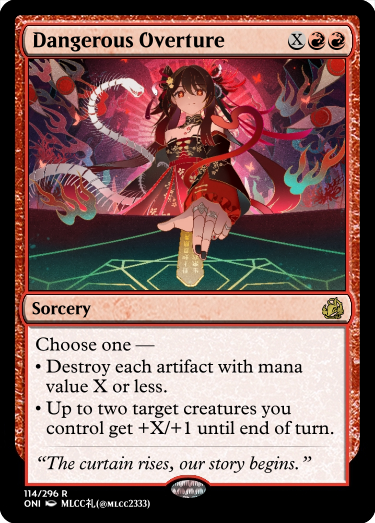 Dangerous Overture X
Sorcery
Choose one —
• Destroy each artifact with mana
value X or less.
• Up to two target creatures you
control get +X/+1 until end of turn.
“The curtain rises, our story begins.”
114/296 R
ONI MLCC礼(@MLCC2333)